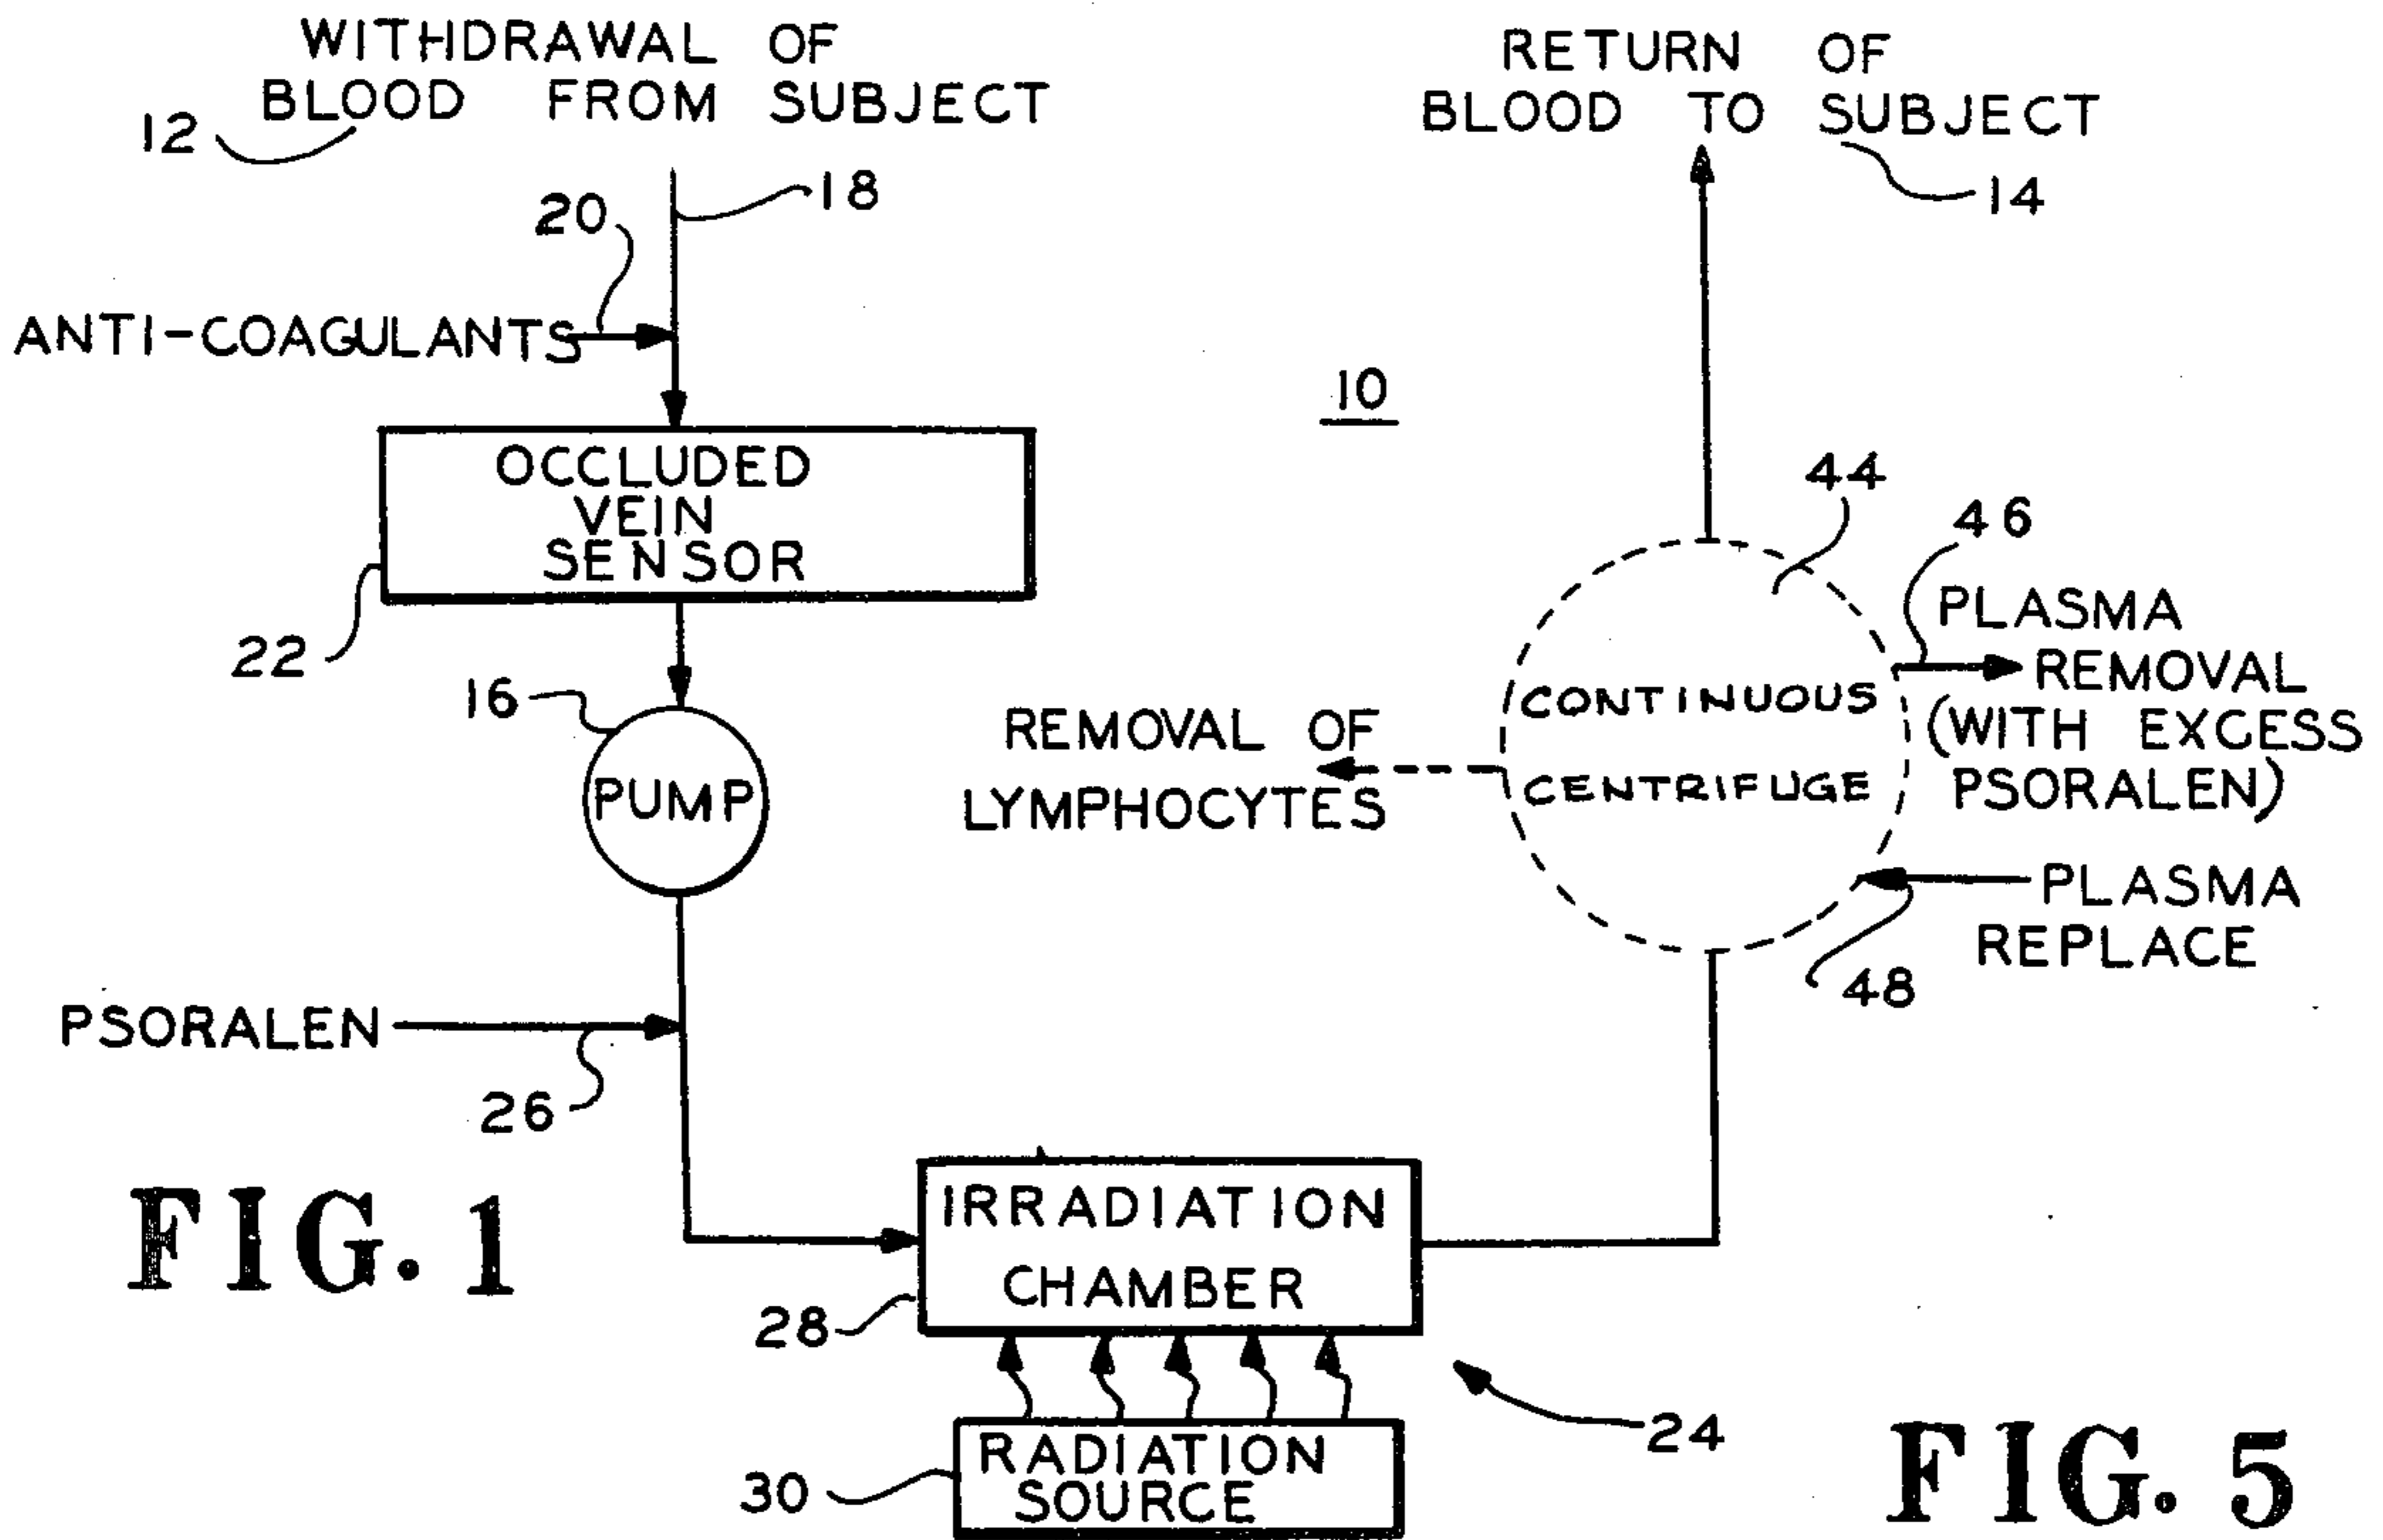 WITHDRAWAL OF
BLOOD FROM SUBJECT
12
18
20
ANTI-COAGULANTS
OCCLUDED
VEIN
SENSOR
22
16
PUMP
PSORALEN
26
FIG. 1
IRRADIATION
CHAMBER
28
RADIATION
SOURCE
30
24
RETURN OF
BLOOD TO SUBJECT
14
10
44
46
PLASMA
REMOVAL
(WITH EXCESS
PSORALEN)
CONTINUOUS
CENTRIFUGE
REMOVAL OF
LYMPHOCYTES
PLASMA
REPLACE
48
FIG. 5